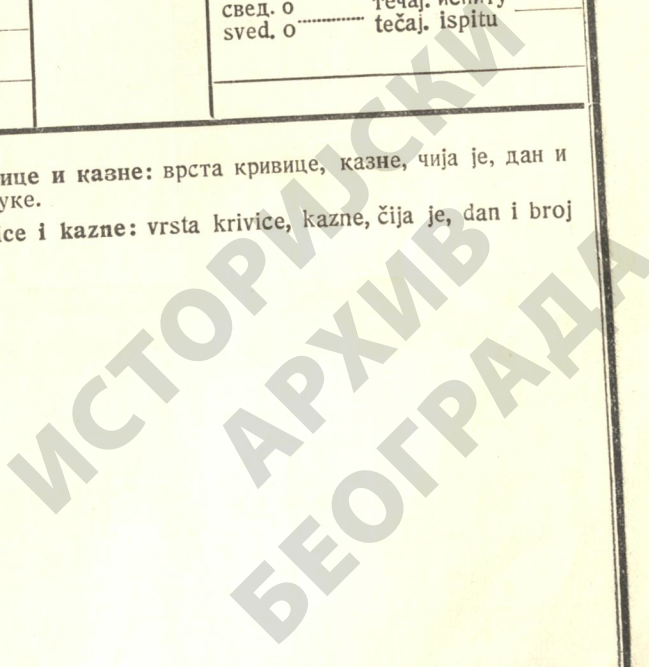 свед. о ............ течај. испиту
sved. o ............ tečaj. ispitu
ице и казне: врста кривице, казне, чија је, дан и
уке.
ice i kazne: vrsta krivice, kazne, čija je, dan i broj
ИСТОРИЈСКИ
АРХИВ
БЕОГРАДА